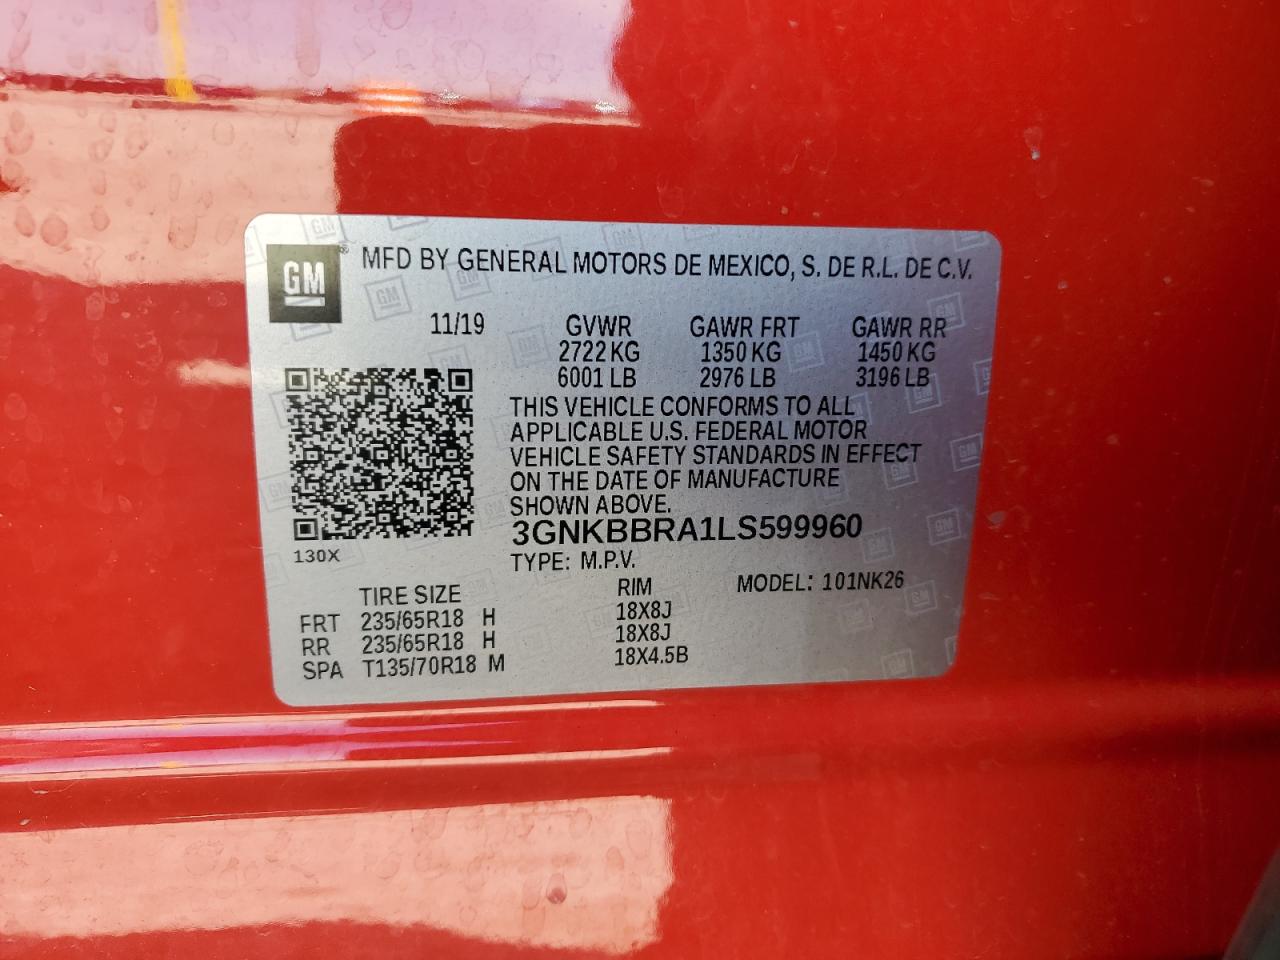 GM ® MFD BY GENERAL MOTORS DE MEXICO, S. DE R.L. DE C.V.
11/19 GVWR GAWR FRT GAWR RR
2722 KG 1350 KG 1450 KG
6001 LB 2976 LB 3196 LB
THIS VEHICLE CONFORMS TO ALL
APPLICABLE U.S. FEDERAL MOTOR
VEHICLE SAFETY STANDARDS IN EFFECT
ON THE DATE OF MANUFACTURE
SHOWN ABOVE.
3GNKBBRA1LS599960
130X
TYPE: M.P.V.
TIRE SIZE RIM MODEL: 101NK26
FRT 235/65R18 H 18X8J
RR 235/65R18 H 18X8J
SPA T135/70R18 M 18X4.5B